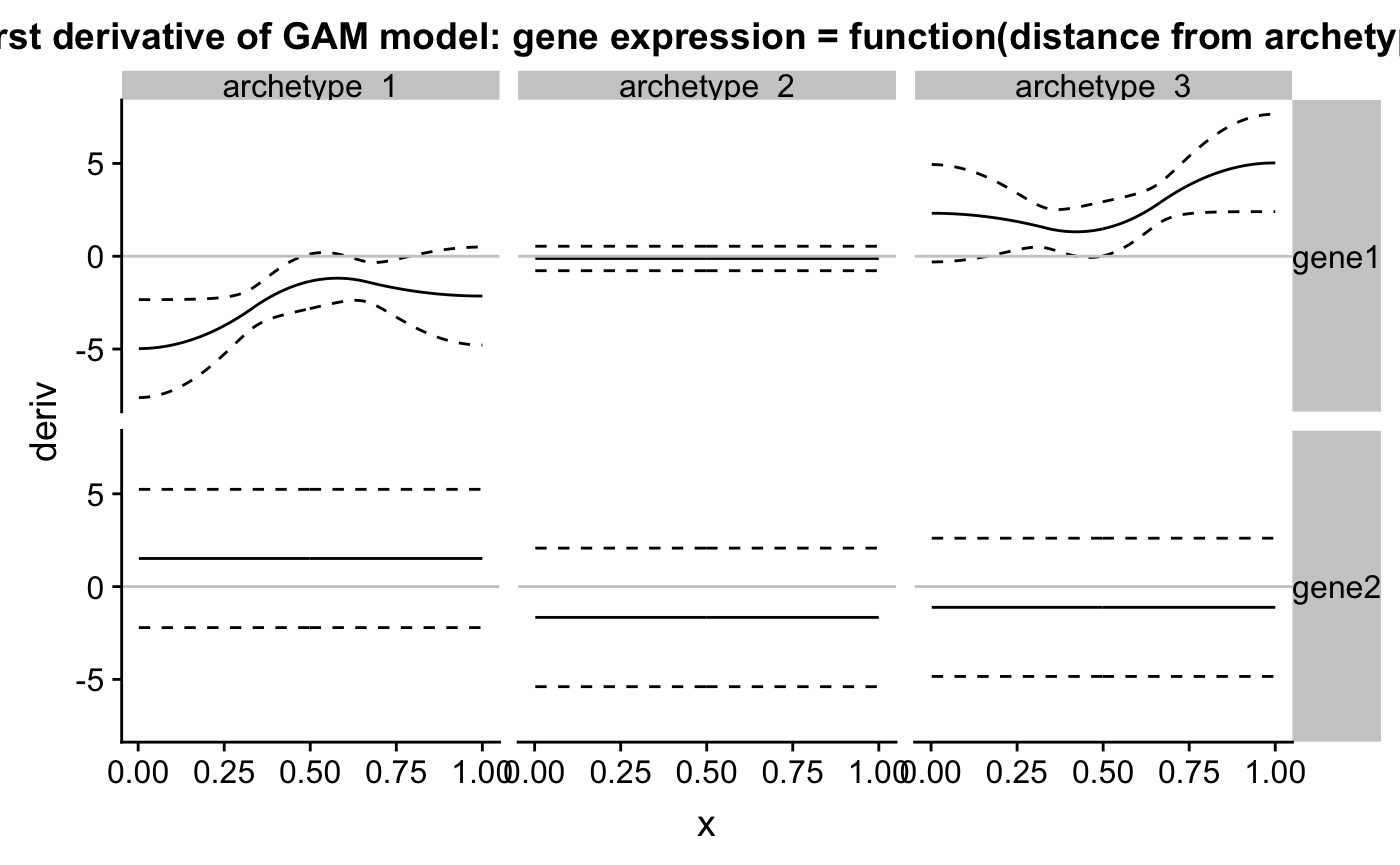 rst derivative of GAM model: gene expression = function(distance from archety
archetype 1
archetype 2
archetype 3
5
0
-5
gene1
deriv
5
0
-5
gene2
0.00 0.25 0.50 0.75 1.00
0.00 0.25 0.50 0.75 1.00
0.00 0.25 0.50 0.75 1.00
x